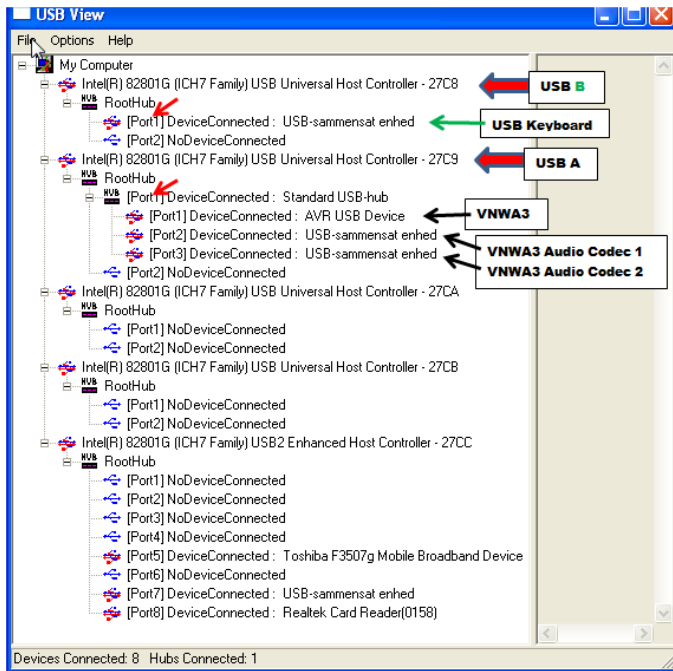 USB View
File Options Help
My Computer
Intel(R) 82801G (ICH7 Family) USB Universal Host Controller - 27C8
USB B
HUB RootHub
[Port1] DeviceConnected : USB-sammensat enhed
USB Keyboard
[Port2] NoDeviceConnected
Intel(R) 82801G (ICH7 Family) USB Universal Host Controller - 27C9
USB A
HUB RootHub
HUB [Port1] DeviceConnected : Standard USB-hub
[Port1] DeviceConnected : AVR USB Device
VNWA3
[Port2] DeviceConnected : USB-sammensat enhed
VNWA3 Audio Codec 1
[Port3] DeviceConnected : USB-sammensat enhed
VNWA3 Audio Codec 2
[Port2] NoDeviceConnected
Intel(R) 82801G (ICH7 Family) USB Universal Host Controller - 27CA
HUB RootHub
[Port1] NoDeviceConnected
[Port2] NoDeviceConnected
Intel(R) 82801G (ICH7 Family) USB Universal Host Controller - 27CB
HUB RootHub
[Port1] NoDeviceConnected
[Port2] NoDeviceConnected
Intel(R) 82801G (ICH7 Family) USB2 Enhanced Host Controller - 27CC
HUB RootHub
[Port1] NoDeviceConnected
[Port2] NoDeviceConnected
[Port3] NoDeviceConnected
[Port4] NoDeviceConnected
[Port5] DeviceConnected : Toshiba F3507g Mobile Broadband Device
[Port6] NoDeviceConnected
[Port7] DeviceConnected : USB-sammensat enhed
[Port8] DeviceConnected : Realtek Card Reader(0158)
Devices Connected: 8 Hubs Connected: 1